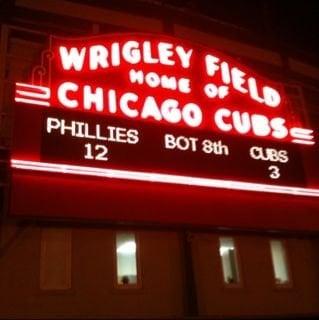 WRIGLEY FIELD
HOME OF
CHICAGO CUBS
PHILLIES BOT 8th CUBS
12 3